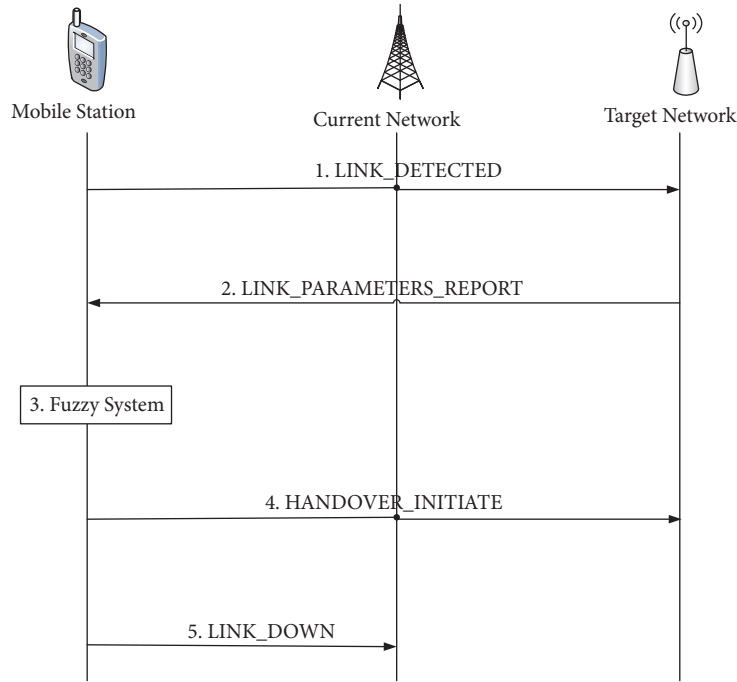 Mobile Station
Current Network
Target Network
1. LINK_DETECTED
2. LINK_PARAMETERS_REPORT
3. Fuzzy System
4. HANDOVER_INITIATE
5. LINK_DOWN